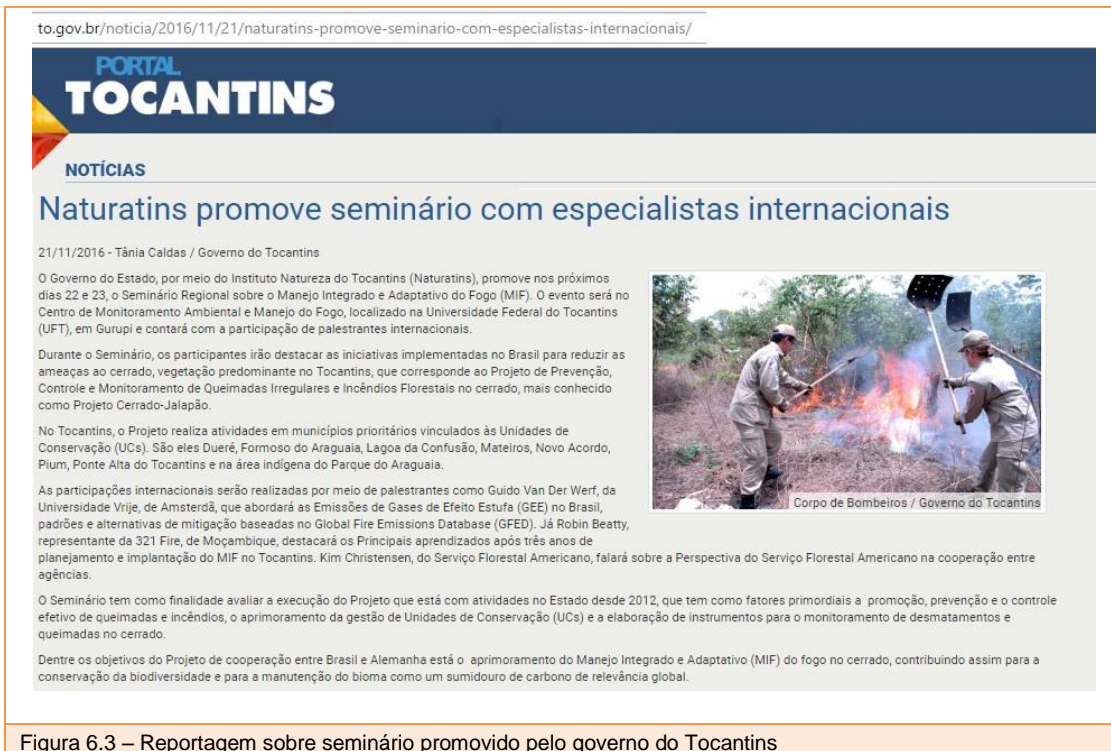 to.gov.br/noticia/2016/11/21/naturatins-promove-seminario-com-especialistas-internacionais/
PORTAL
TOCANTINS
NOTÍCIAS
Naturatins promove seminário com especialistas internacionais
21/11/2016 - Tânia Caldas / Governo do Tocantins
O Governo do Estado, por meio do Instituto Natureza do Tocantins (Naturatins), promove nos próximos
dias 22 e 23, o Seminário Regional sobre o Manejo Integrado e Adaptativo do Fogo (MIF). O evento será no
Centro de Monitoramento Ambiental e Manejo do Fogo, localizado na Universidade Federal do Tocantins
(UFT), em Gurupi e contará com a participação de palestrantes internacionais.
Durante o Seminário, os participantes irão destacar as iniciativas implementadas no Brasil para reduzir as
ameaças ao cerrado, vegetação predominante no Tocantins, que corresponde ao Projeto de Prevenção,
Controle e Monitoramento de Queimadas Irregulares e Incêndios Florestais no cerrado, mais conhecido
como Projeto Cerrado-Jalapão.
No Tocantins, o Projeto realiza atividades em municípios prioritários vinculados às Unidades de
Conservação (UCs). São eles Dueré, Formoso do Araguaia, Lagoa da Confusão, Mateiros, Novo Acordo,
Pium, Ponte Alta do Tocantins e na área indígena do Parque do Araguaia.
As participações internacionais serão realizadas por meio de palestrantes como Guido Van Der Werf, da
Universidade Vrije, de Amsterdã, que abordará as Emissões de Gases de Efeito Estufa (GEE) no Brasil,
padrões e alternativas de mitigação baseadas no Global Fire Emissions Database (GFED). Já Robin Beatty,
representante da 321 Fire, de Moçambique, destacará os Principais aprendizados após três anos de
planejamento e implantação do MIF no Tocantins. Kim Christensen, do Serviço Florestal Americano, falará sobre a Perspectiva do Serviço Florestal Americano na cooperação entre
agências.
O Seminário tem como finalidade avaliar a execução do Projeto que está com atividades no Estado desde 2012, que tem como fatores primordiais a promoção, prevenção e o controle
efetivo de queimadas e incêndios, o aprimoramento da gestão de Unidades de Conservação (UCs) e a elaboração de instrumentos para o monitoramento de desmatamentos e
queimadas no cerrado.
Dentre os objetivos do Projeto de cooperação entre Brasil e Alemanha está o aprimoramento do Manejo Integrado e Adaptativo (MIF) do fogo no cerrado, contribuindo assim para a
conservação da biodiversidade e para a manutenção do bioma como um sumidouro de carbono de relevância global.
Corpo de Bombeiros / Governo do Tocantins
Figura 6.3 – Reportagem sobre seminário promovido pelo governo do Tocantins